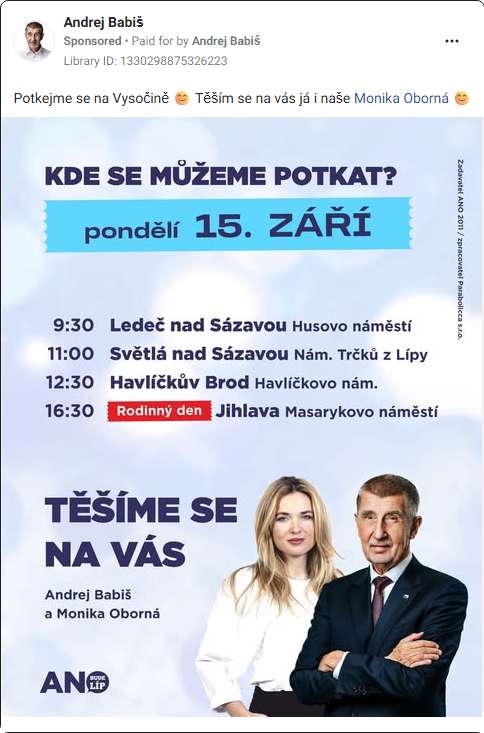 Andrej Babiš
Sponsored • Paid for by Andrej Babiš
Library ID: 1330298875326223
Potkejme se na Vysočině 😊 Těším se na vás já i naše Monika Oborná 😊
KDE SE MŮŽEME POTKAT?
pondělí 15. ZÁŘÍ
Zadavatel ANO 2011 / zpracovatel Parabolicca s.r.o.
9:30 Ledeč nad Sázavou Husovo náměstí
11:00 Světlá nad Sázavou Nám. Trčků z Lípy
12:30 Havlíčkův Brod Havlíčkovo nám.
16:30 Rodinný den Jihlava Masarykovo náměstí
TĚŠÍME SE
NA VÁS
Andrej Babiš
a Monika Oborná
ANO BUDE LÍP